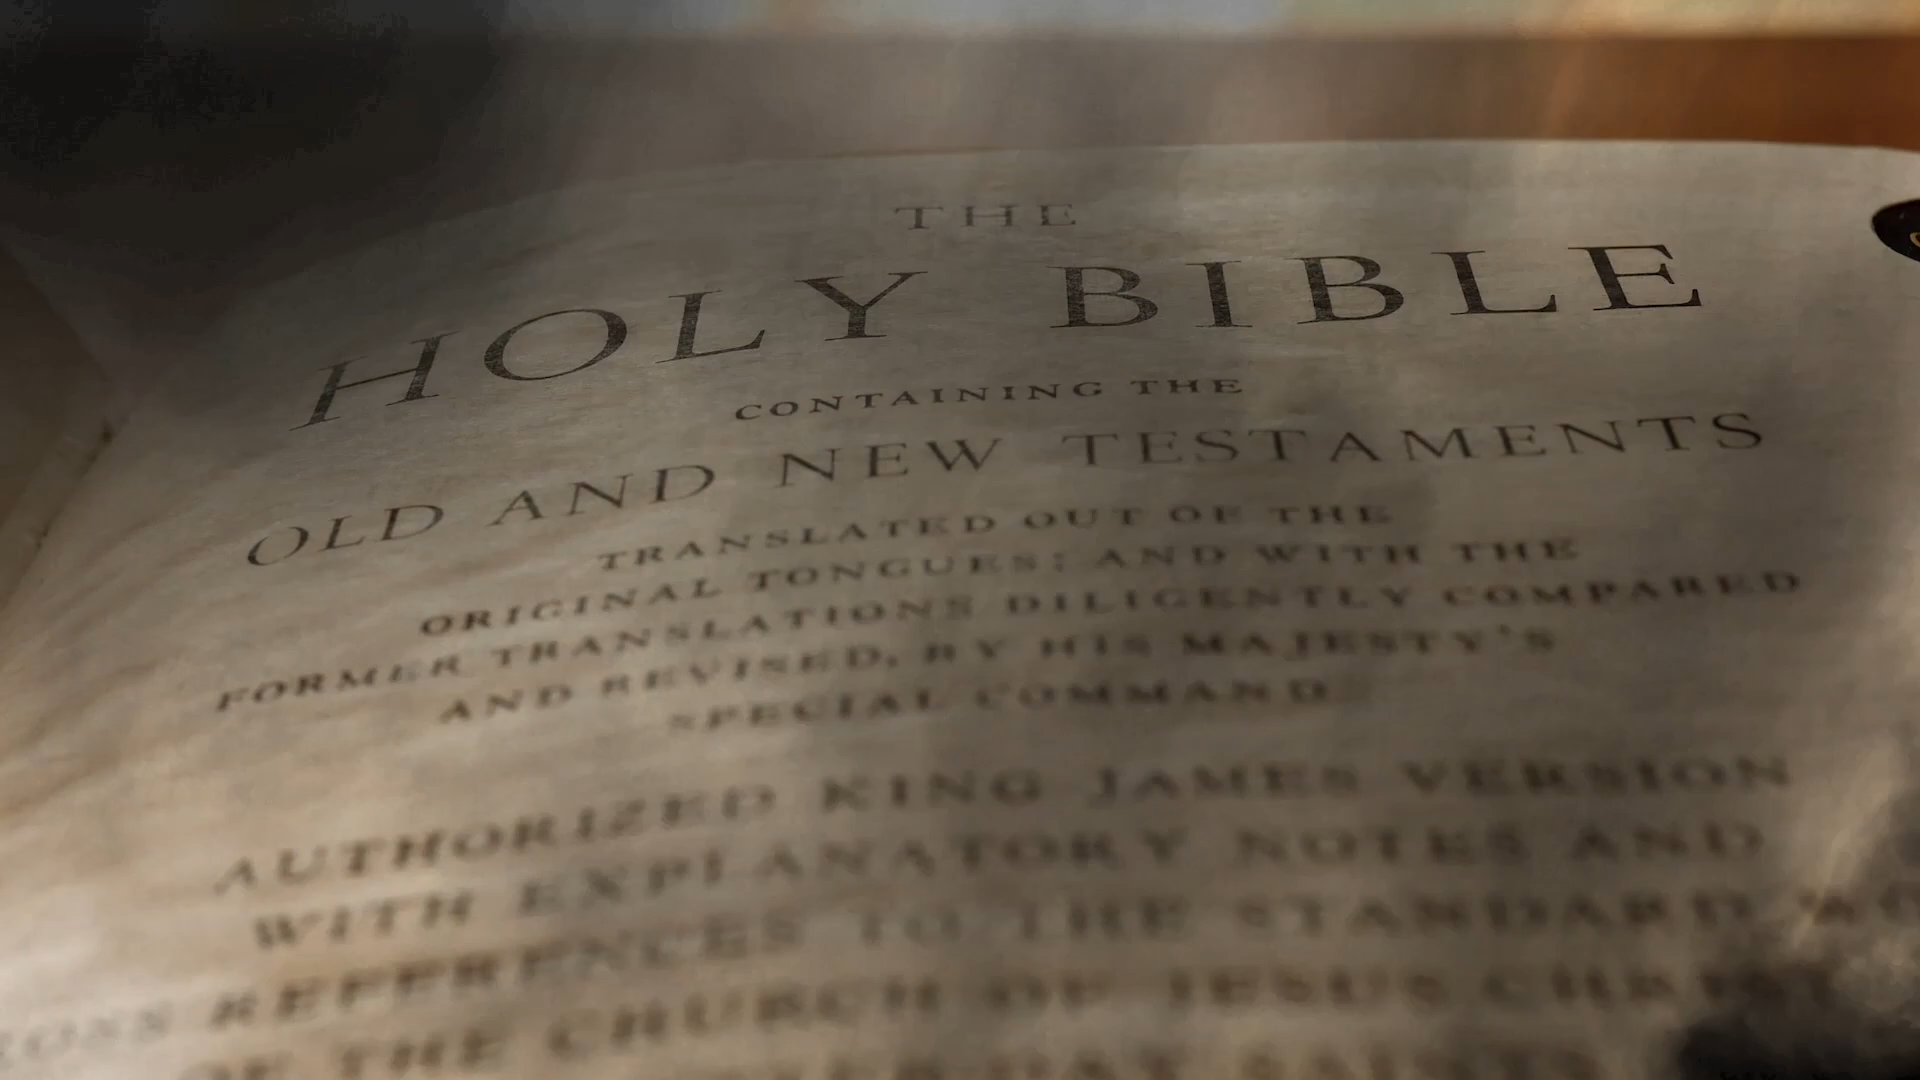 THE
HOLY BIBLE
CONTAINING THE
OLD AND NEW TESTAMENTS
TRANSLATED OUT OF THE
ORIGINAL TONGUES: AND WITH THE
FORMER TRANSLATIONS DILIGENTLY COMPARED
AND REVISED, BY HIS MAJESTY'S
SPECIAL COMMAND
AUTHORIZED KING JAMES VERSION
WITH EXPLANATORY NOTES AND
REFERENCES TO THE STANDARD
OF THE CHURCH OF JESUS
SAINTS